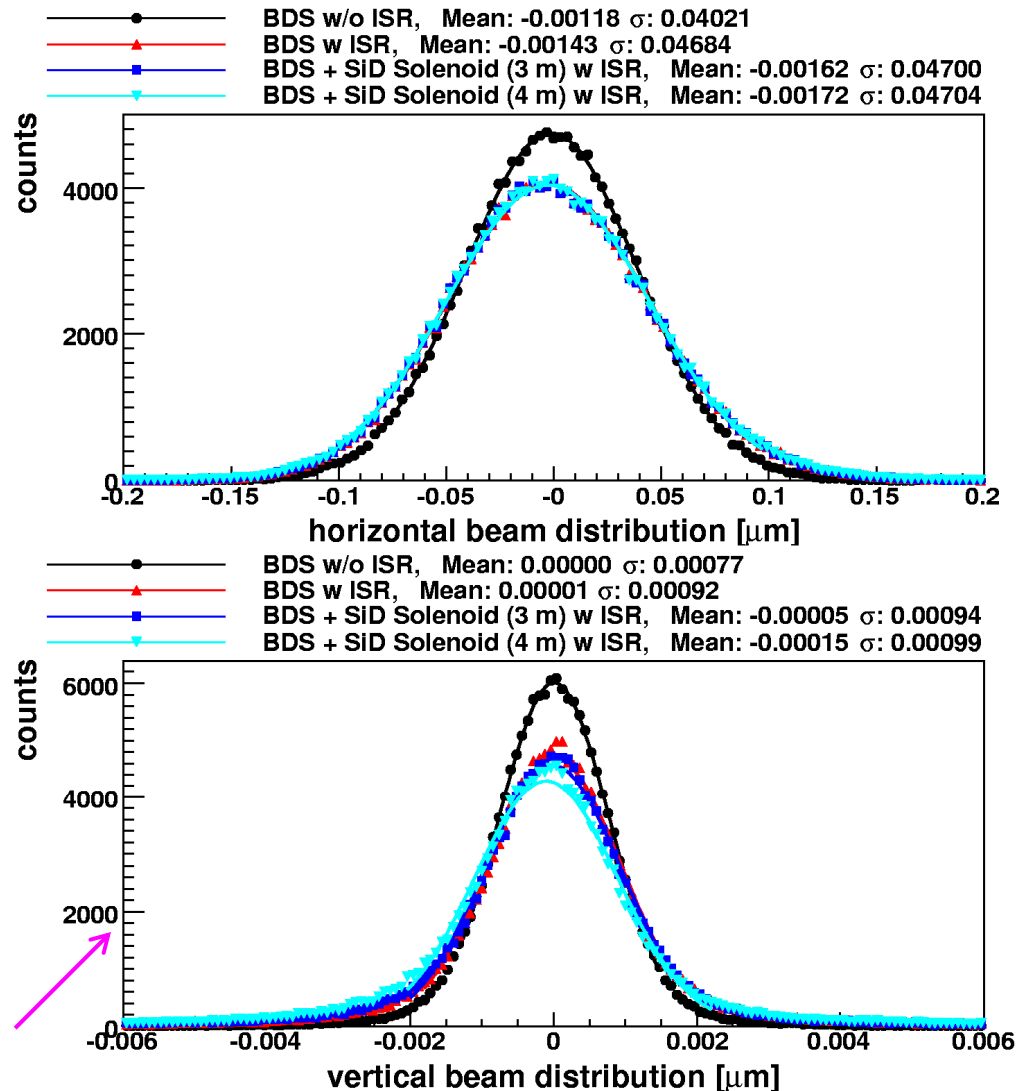 BDS w/o ISR, Mean: -0.00118 σ: 0.04021
BDS w ISR, Mean: -0.00143 σ: 0.04684
BDS + SiD Solenoid (3 m) w ISR, Mean: -0.00162 σ: 0.04700
BDS + SiD Solenoid (4 m) w ISR, Mean: -0.00172 σ: 0.04704
counts
4000
2000
0
-0.2 -0.15 -0.1 -0.05 -0 0.05 0.1 0.15 0.2
horizontal beam distribution [μm]
BDS w/o ISR, Mean: 0.00000 σ: 0.00077
BDS w ISR, Mean: 0.00001 σ: 0.00092
BDS + SiD Solenoid (3 m) w ISR, Mean: -0.00005 σ: 0.00094
BDS + SiD Solenoid (4 m) w ISR, Mean: -0.00015 σ: 0.00099
counts
6000
4000
2000
0
-0.006 -0.004 -0.002 0 0.002 0.004 0.006
vertical beam distribution [μm]